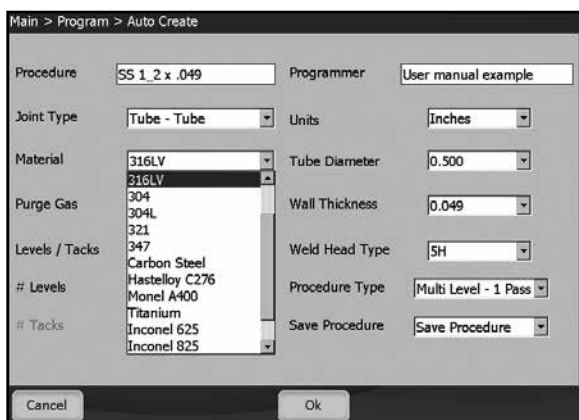 Main > Program > Auto Create
Procedure SS 1_2 x .049 Programmer User manual example
Joint Type Tube - Tube Units Inches
Material 316LV Tube Diameter 0.500
316LV
304
Purge Gas 304L Wall Thickness 0.049
321
347
Levels / Tacks Carbon Steel Weld Head Type 5H
Hastelloy C276
# Levels Monel A400 Procedure Type Multi Level - 1 Pass
Titanium
# Tacks Inconel 625 Save Procedure Save Procedure
Inconel 825
Cancel Ok